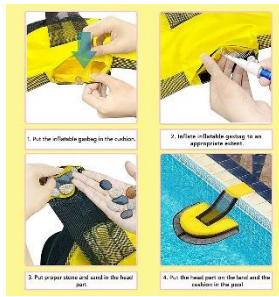 1. Put the inflatable gasbag in the cushion.
2. Inflate inflatable gasbag to an
appropriate extent.
3. Put proper stone and sand in the head
part
4. Put the head part on the land and the
cushion in the pool